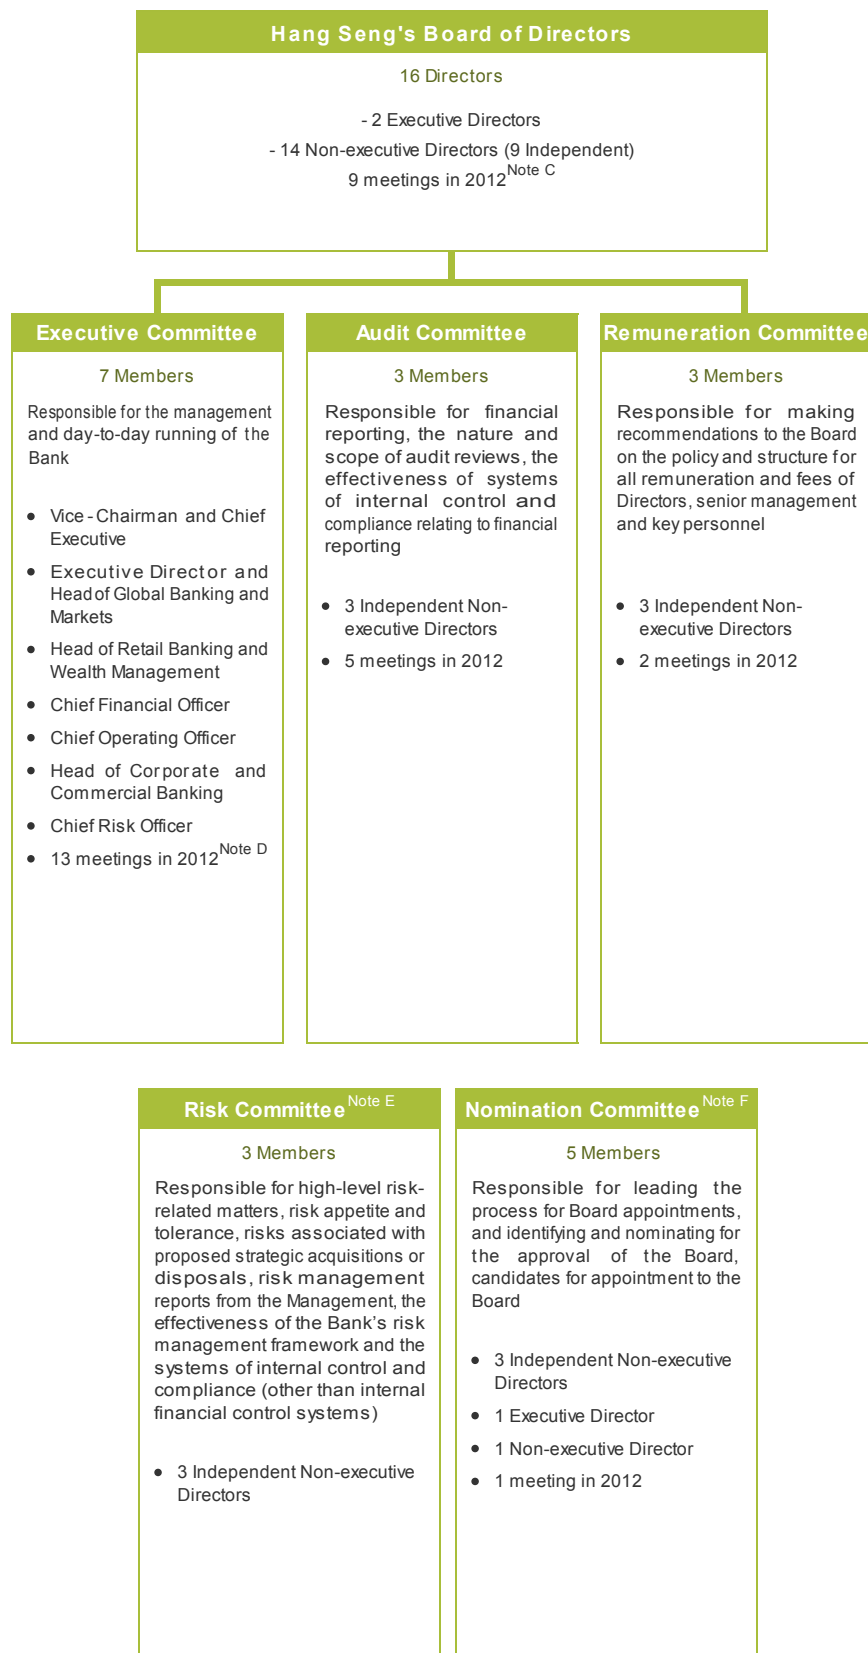 Hang Seng's Board of Directors
16 Directors
- 2 Executive Directors
- 14 Non-executive Directors (9 Independent)
9 meetings in 2012 Note C
Executive Committee
7 Members
Responsible for the management
and day-to-day running of the
Bank
• Vice-Chairman and Chief
Executive
• Executive Director and
Head of Global Banking and
Markets
• Head of Retail Banking and
Wealth Management
• Chief Financial Officer
• Chief Operating Officer
• Head of Corporate and
Commercial Banking
• Chief Risk Officer
• 13 meetings in 2012 Note D
Audit Committee
3 Members
Responsible for financial
reporting, the nature and
scope of audit reviews, the
effectiveness of systems
of internal control and
compliance relating to financial
reporting
• 3 Independent Non-
executive Directors
• 5 meetings in 2012
Remuneration Committee
3 Members
Responsible for making
recommendations to the Board
on the policy and structure for
all remuneration and fees of
Directors, senior management
and key personnel
• 3 Independent Non-
executive Directors
• 2 meetings in 2012
Risk Committee Note E
3 Members
Responsible for high-level risk-
related matters, risk appetite and
tolerance, risks associated with
proposed strategic acquisitions or
disposals, risk management
reports from the Management, the
effectiveness of the Bank's risk
management framework and the
systems of internal control and
compliance (other than internal
financial control systems)
• 3 Independent Non-executive
Directors
Nomination Committee Note F
5 Members
Responsible for leading the
process for Board appointments,
and identifying and nominating for
the approval of the Board,
candidates for appointment to the
Board
• 3 Independent Non-executive
Directors
• 1 Executive Director
• 1 Non-executive Director
• 1 meeting in 2012